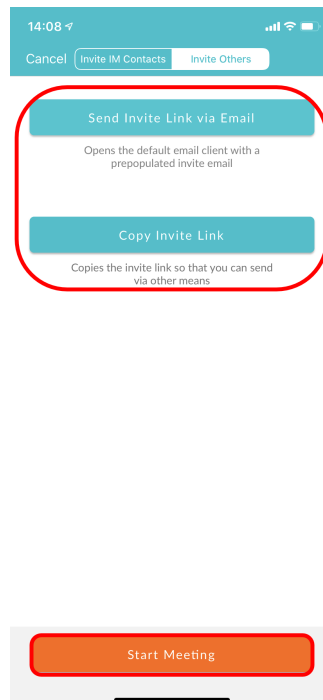 14:08
Cancel Invite IM Contacts Invite Others
Send Invite Link via Email
Opens the default email client with a
prepopulated invite email
Copy Invite Link
Copies the invite link so that you can send
via other means
Start Meeting